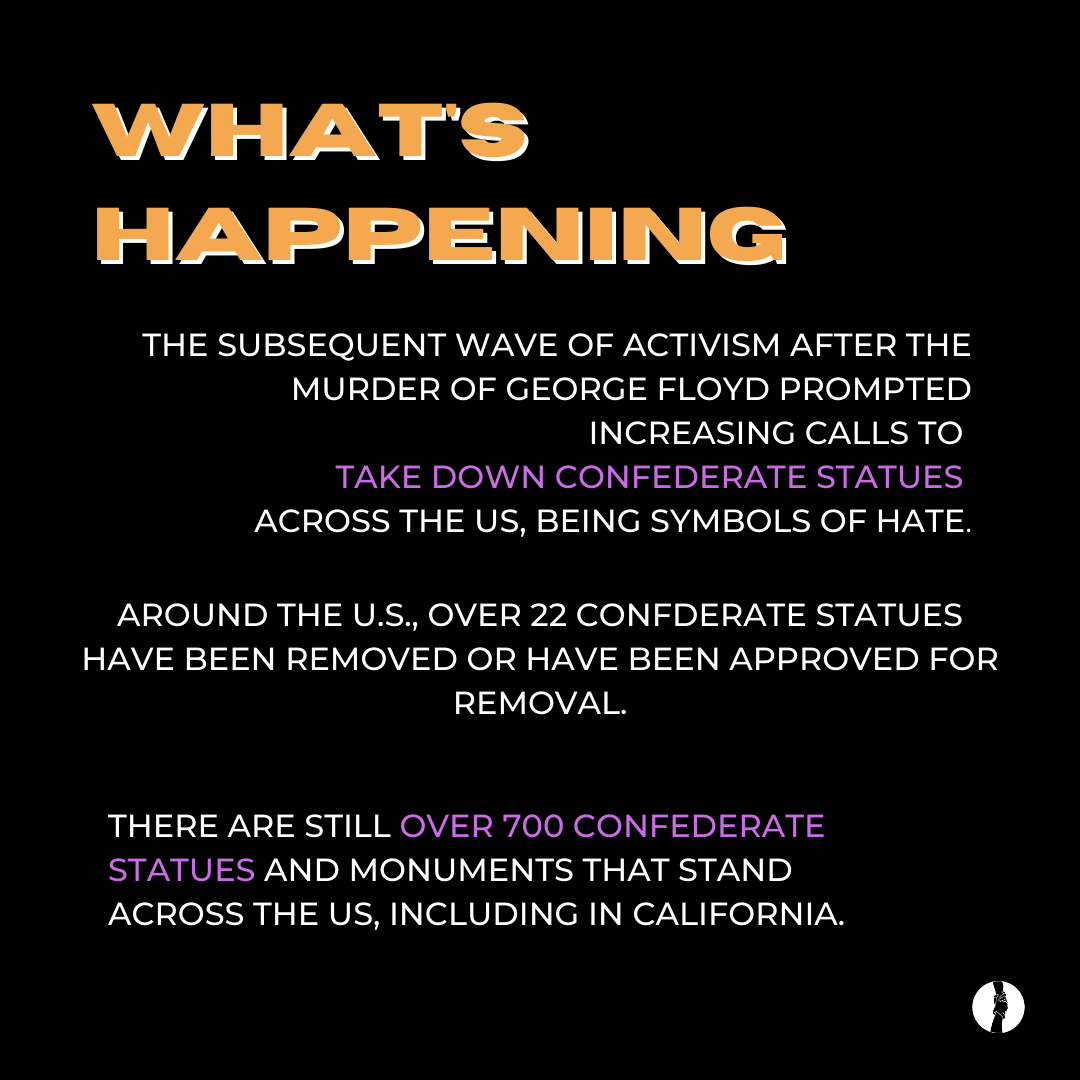 WHAT'S
HAPPENING
THE SUBSEQUENT WAVE OF ACTIVISM AFTER THE
MURDER OF GEORGE FLOYD PROMPTED
INCREASING CALLS TO
TAKE DOWN CONFEDERATE STATUES
ACROSS THE US, BEING SYMBOLS OF HATE.
AROUND THE U.S., OVER 22 CONFDERATE STATUES
HAVE BEEN REMOVED OR HAVE BEEN APPROVED FOR
REMOVAL.
THERE ARE STILL OVER 700 CONFEDERATE
STATUES AND MONUMENTS THAT STAND
ACROSS THE US, INCLUDING IN CALIFORNIA.